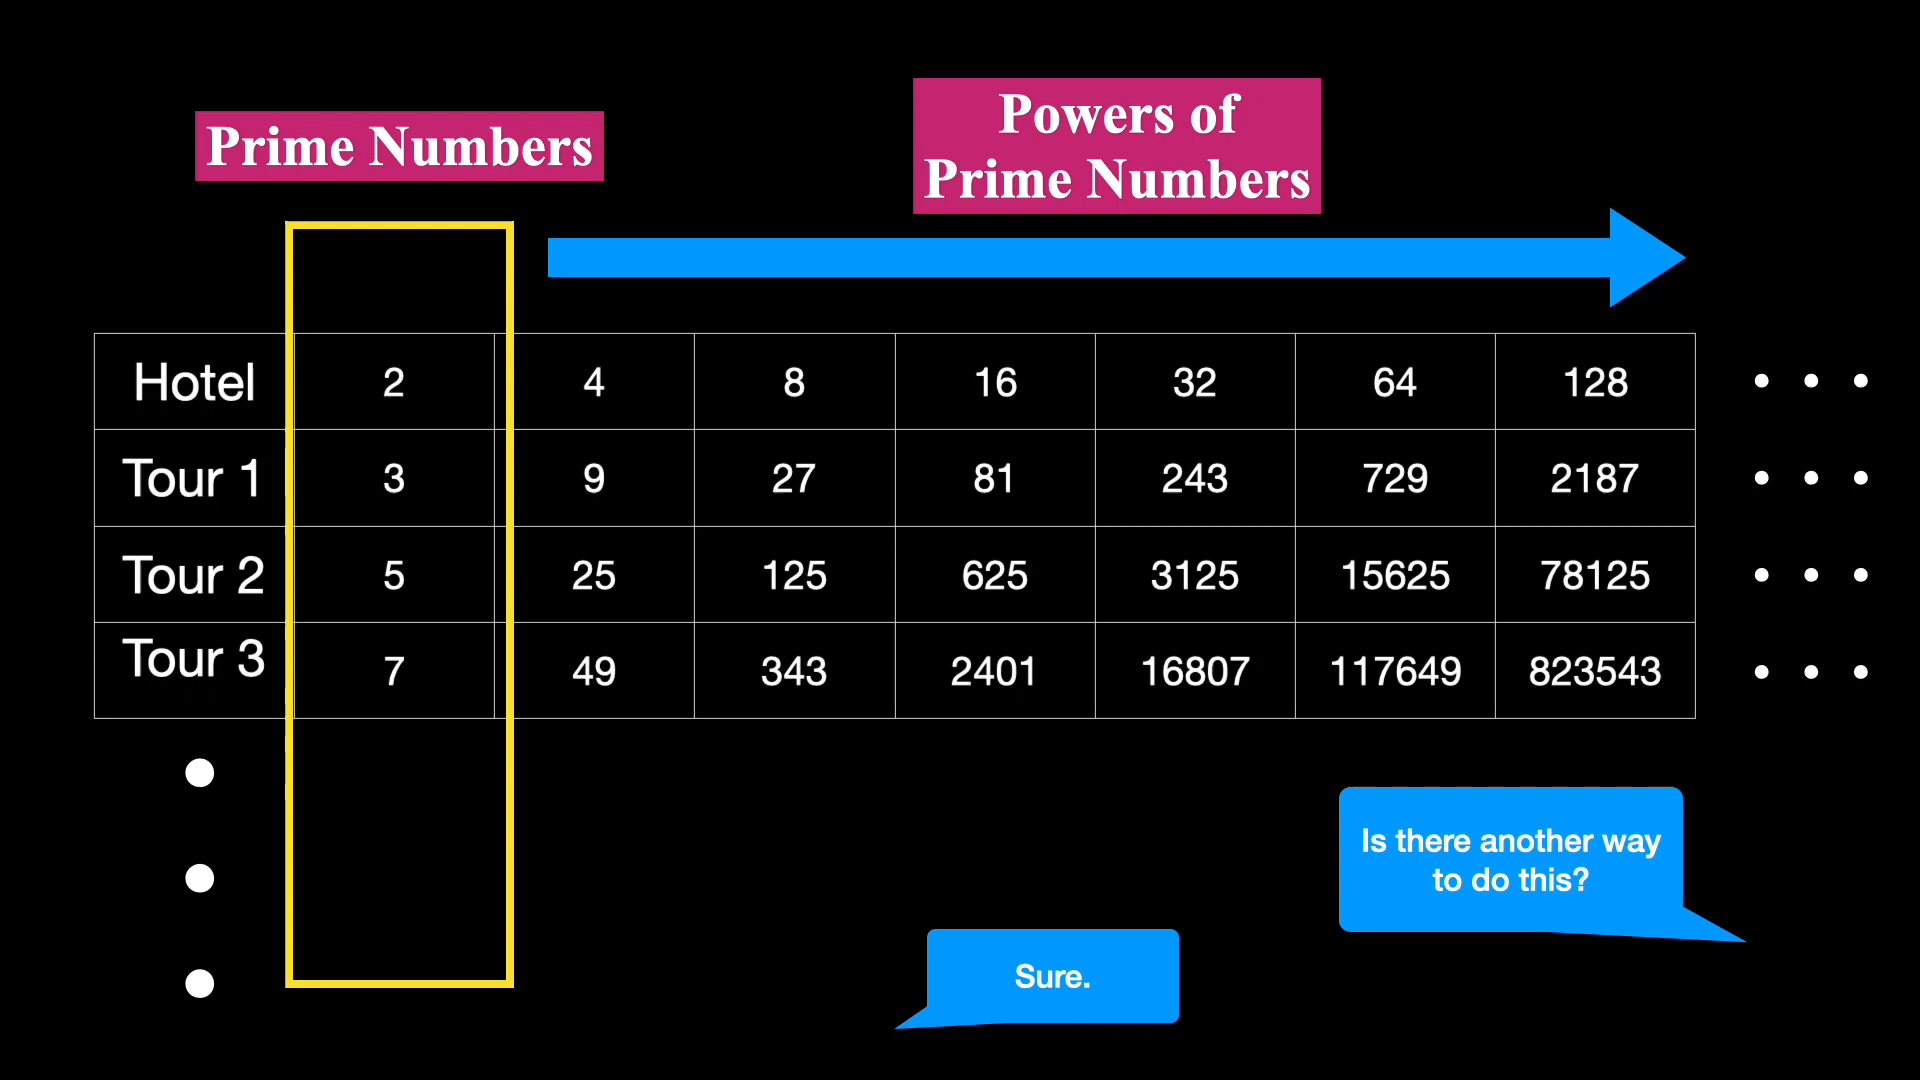 Prime Numbers
Powers of
Prime Numbers
Hotel 2 4 8 16 32 64 128
Tour 1 3 9 27 81 243 729 2187
Tour 2 5 25 125 625 3125 15625 78125
Tour 3 7 49 343 2401 16807 117649 823543
Is there another way
to do this?
Sure.